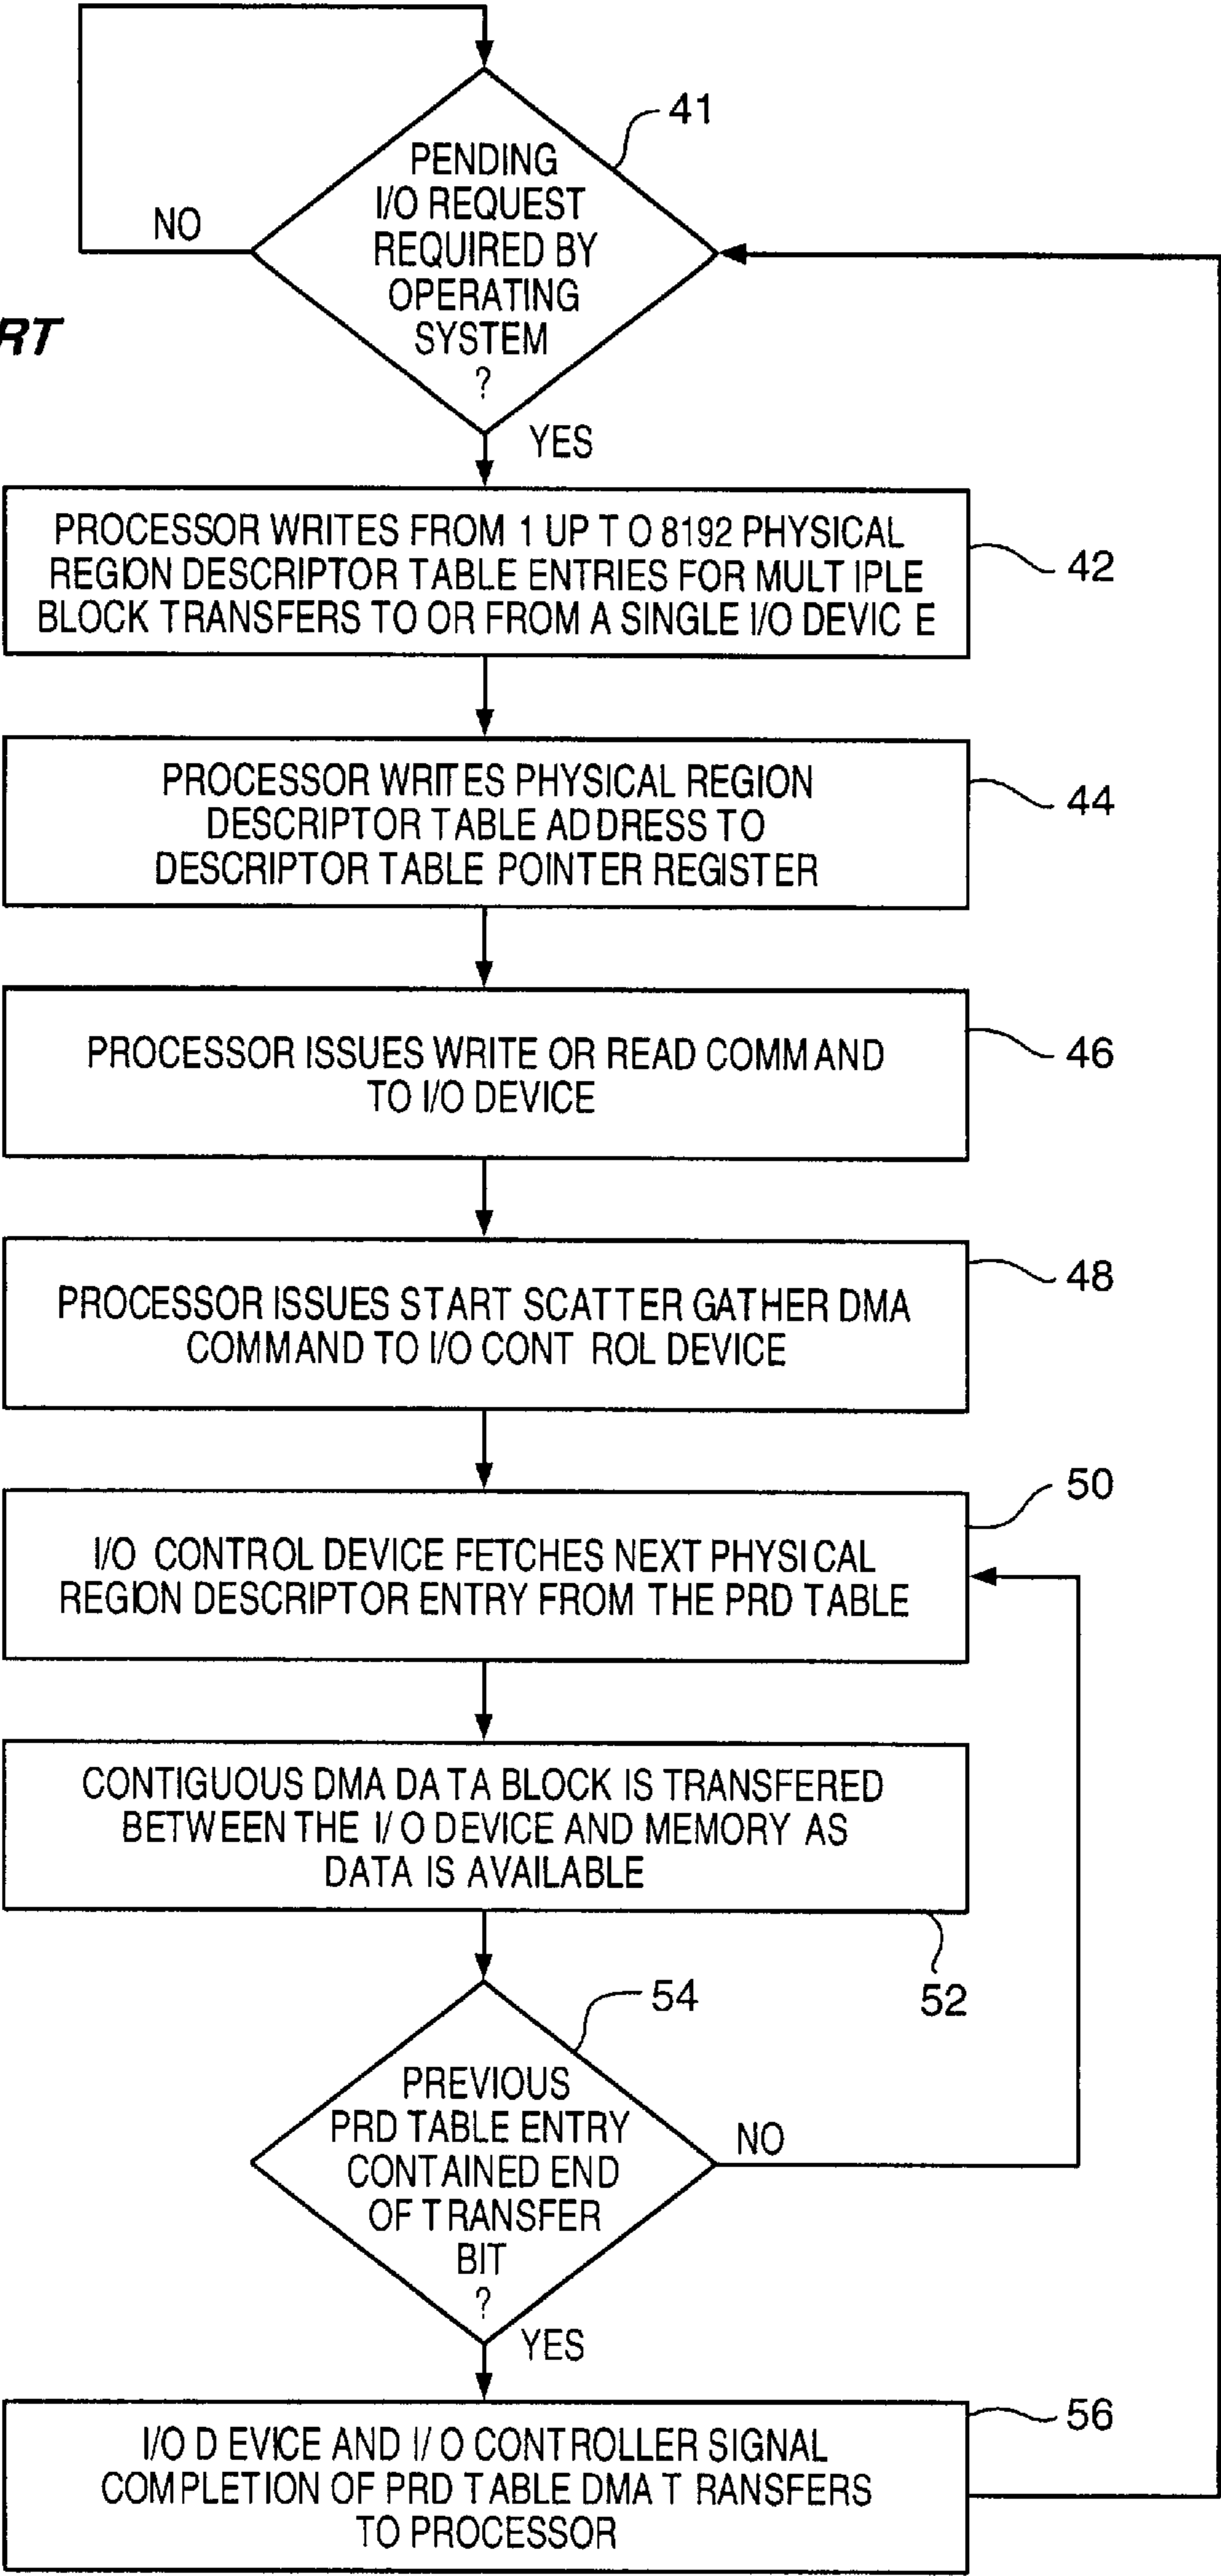 41
PENDING
I/O REQUEST
REQUIRED BY
OPERATING
SYSTEM
?
NO
RT
YES
PROCESSOR WRITES FROM 1 UP TO 8192 PHYSICAL
REGION DESCRIPTOR TABLE ENTRIES FOR MULTIPLE
BLOCK TRANSFERS TO OR FROM A SINGLE I/O DEVICE
42
PROCESSOR WRITES PHYSICAL REGION
DESCRIPTOR TABLE ADDRESS TO
DESCRIPTOR TABLE POINTER REGISTER
44
PROCESSOR ISSUES WRITE OR READ COMMAND
TO I/O DEVICE
46
PROCESSOR ISSUES START SCATTER GATHER DMA
COMMAND TO I/O CONTROL DEVICE
48
50
I/O CONTROL DEVICE FETCHES NEXT PHYSICAL
REGION DESCRIPTOR ENTRY FROM THE PRD TABLE
CONTIGUOUS DMA DATA BLOCK IS TRANSFERED
BETWEEN THE I/O DEVICE AND MEMORY AS
DATA IS AVAILABLE
52
54
PREVIOUS
PRD TABLE ENTRY
CONTAINED END
OF TRANSFER
BIT
?
NO
YES
I/O DEVICE AND I/O CONTROLLER SIGNAL
COMPLETION OF PRD TABLE DMA TRANSFERS
TO PROCESSOR
56